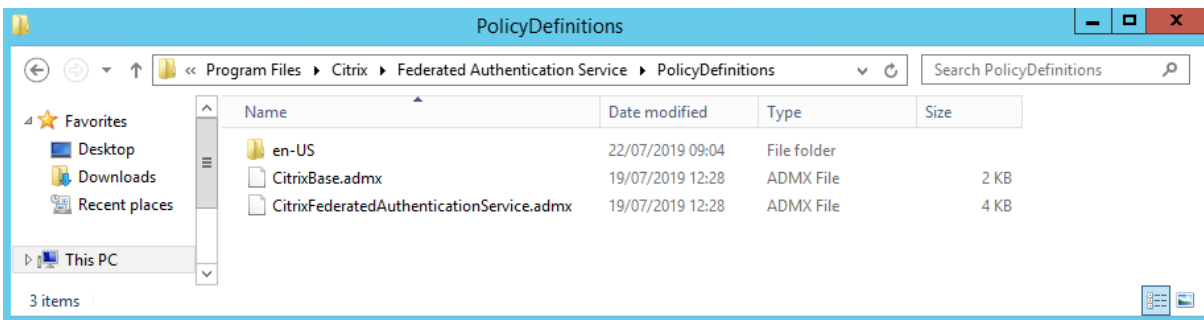 PolicyDefinitions
« Program Files ▸ Citrix ▸ Federated Authentication Service ▸ PolicyDefinitions
Search PolicyDefinitions
Favorites
Desktop
Downloads
Recent places
This PC
Name Date modified Type Size
en-US 22/07/2019 09:04 File folder
CitrixBase.admx 19/07/2019 12:28 ADMX File 2 KB
CitrixFederatedAuthenticationService.admx 19/07/2019 12:28 ADMX File 4 KB
3 items